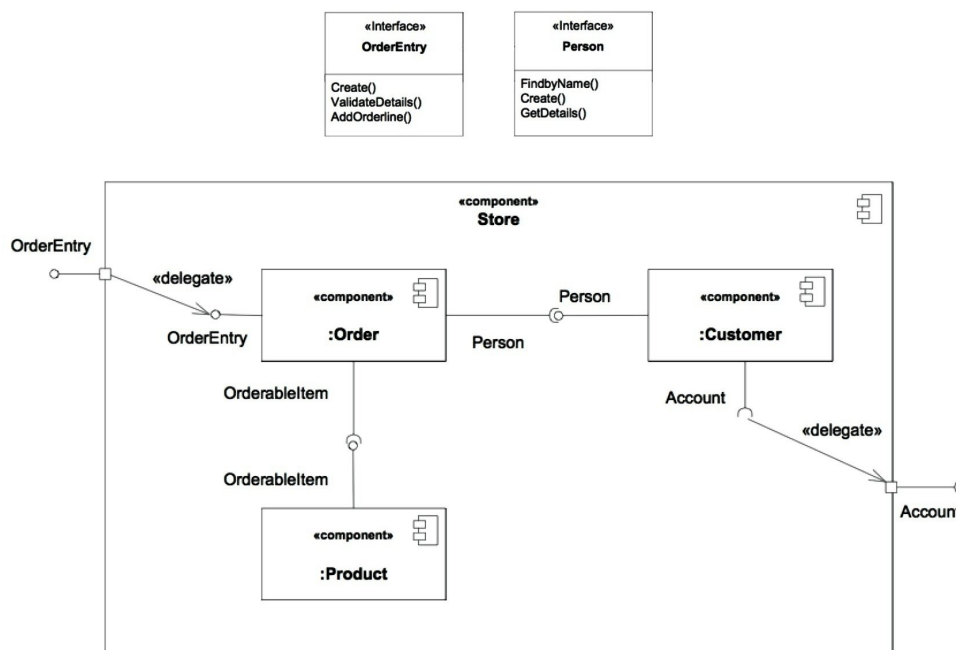 «Interface»
OrderEntry
Create()
ValidateDetails()
AddOrderline()
«Interface»
Person
FindbyName()
Create()
GetDetails()
«component»
Store
OrderEntry
«delegate»
OrderEntry
«component»
:Order
Person
Person
«component»
:Customer
OrderableItem
Account
«delegate»
OrderableItem
Account
«component»
:Product